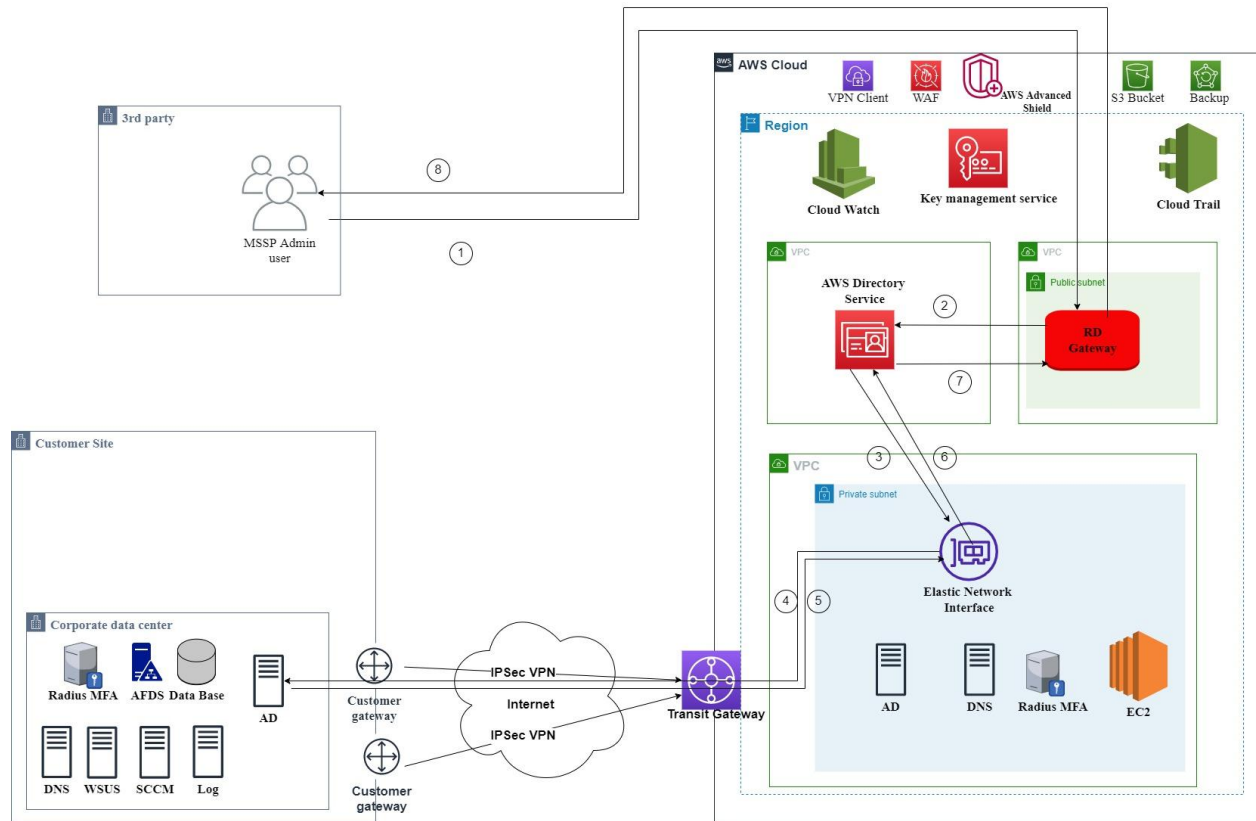 aws
AWS Cloud
VPN Client
WAF
AWS Advanced
Shield
S3 Bucket
Backup
3rd party
MSSP Admin
user
8
1
Region
Cloud Watch
Key management service
Cloud Trail
VPC
AWS Directory
Service
VPC
Public subnet
RD
Gateway
2
7
3
6
VPC
Private subnet
Elastic Network
Interface
4
5
AD
DNS
Radius MFA
EC2
Customer Site
Corporate data center
Radius MFA
AFDS
Data Base
AD
DNS
WSUS
SCCM
Log
Customer
gateway
Customer
gateway
IPSec VPN
Internet
IPSec VPN
Transit Gateway